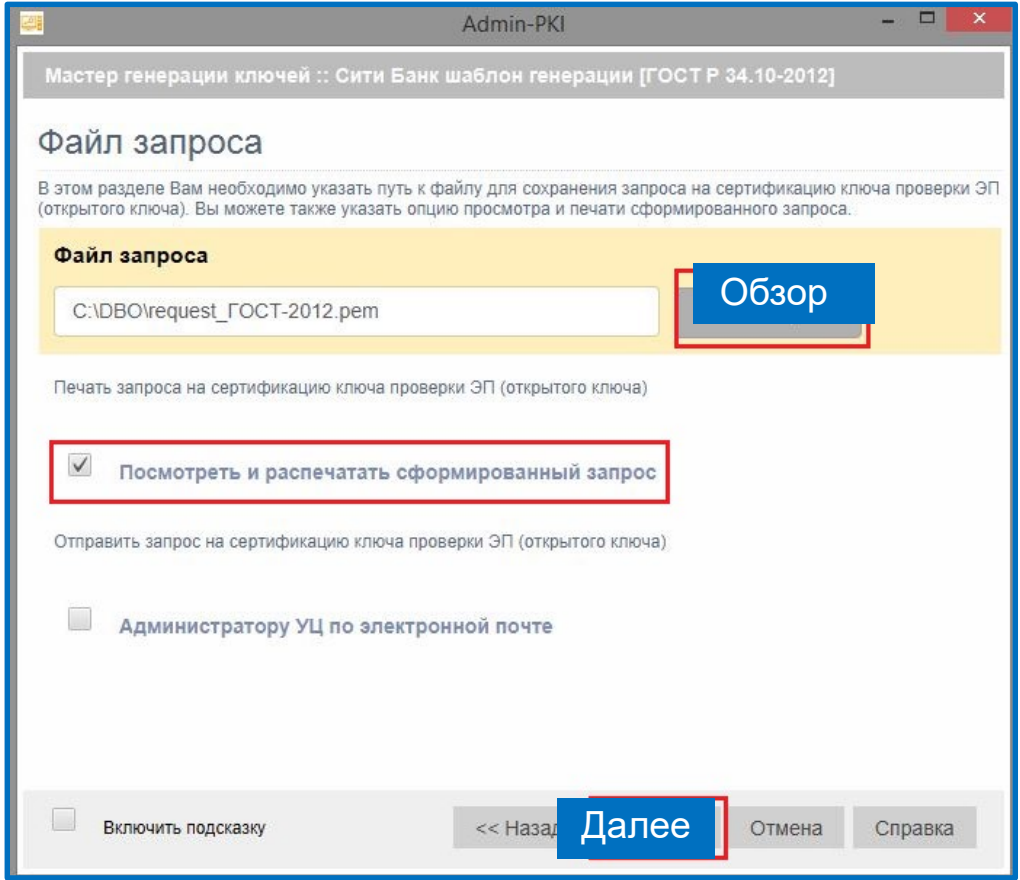 Admin-PKI
Мастер генерации ключей :: Сити Банк шаблон генерации [ГОСТ Р 34.10-2012]
Файл запроса
В этом разделе Вам необходимо указать путь к файлу для сохранения запроса на сертификацию ключа проверки ЭП
(открытого ключа). Вы можете также указать опцию просмотра и печати сформированного запроса.
Файл запроса
C:\DBO\request_ГОСТ-2012.pem
Обзор
Печать запроса на сертификацию ключа проверки ЭП (открытого ключа)
Посмотреть и распечатать сформированный запрос
Отправить запрос на сертификацию ключа проверки ЭП (открытого ключа)
Администратору УЦ по электронной почте
Включить подсказку
<< Назад
Далее
Отмена
Справка